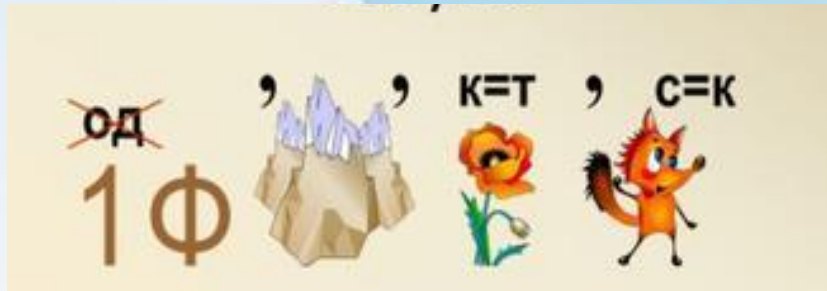 од
, , к=т , с=к
1Ф